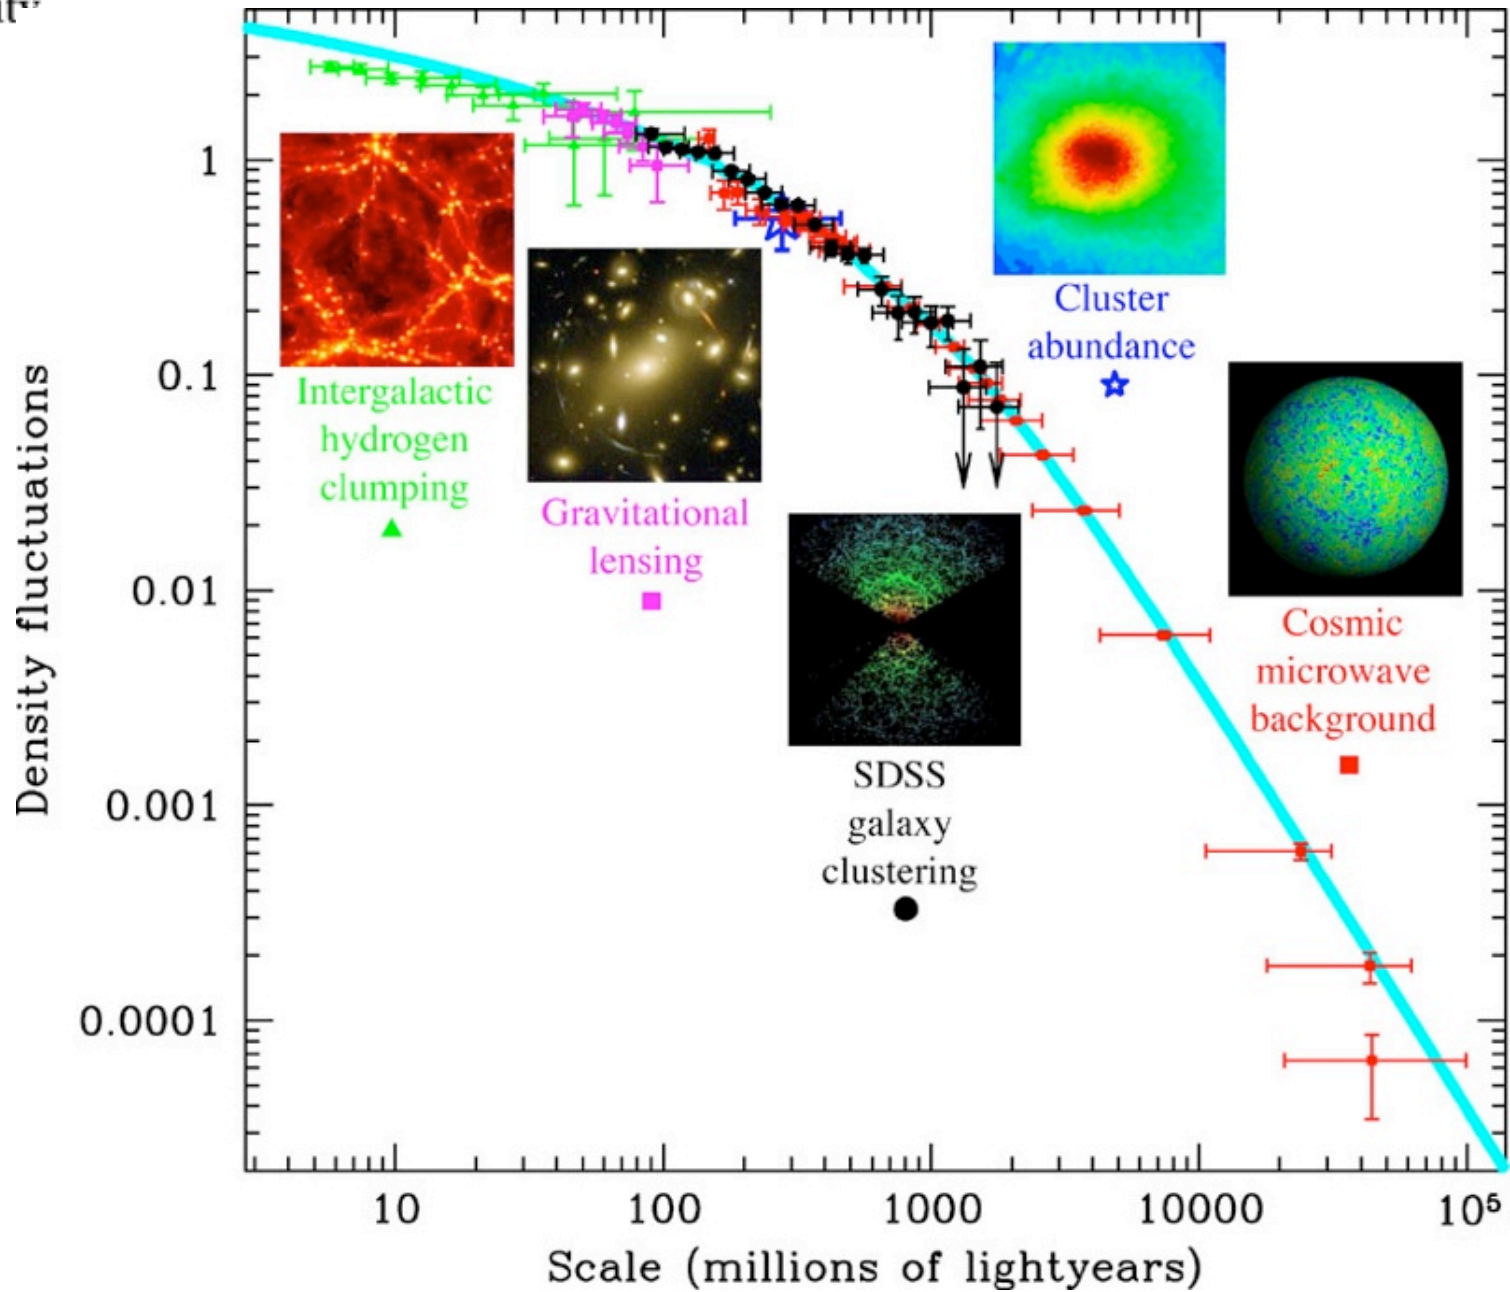 1
0.1
0.01
0.001
0.0001
Density fluctuations
Intergalactic
hydrogen
clumping
Gravitational
lensing
Cluster
abundance
SDSS
galaxy
clustering
Cosmic
microwave
background
10
100
1000
10000
10⁵
Scale (millions of lightyears)